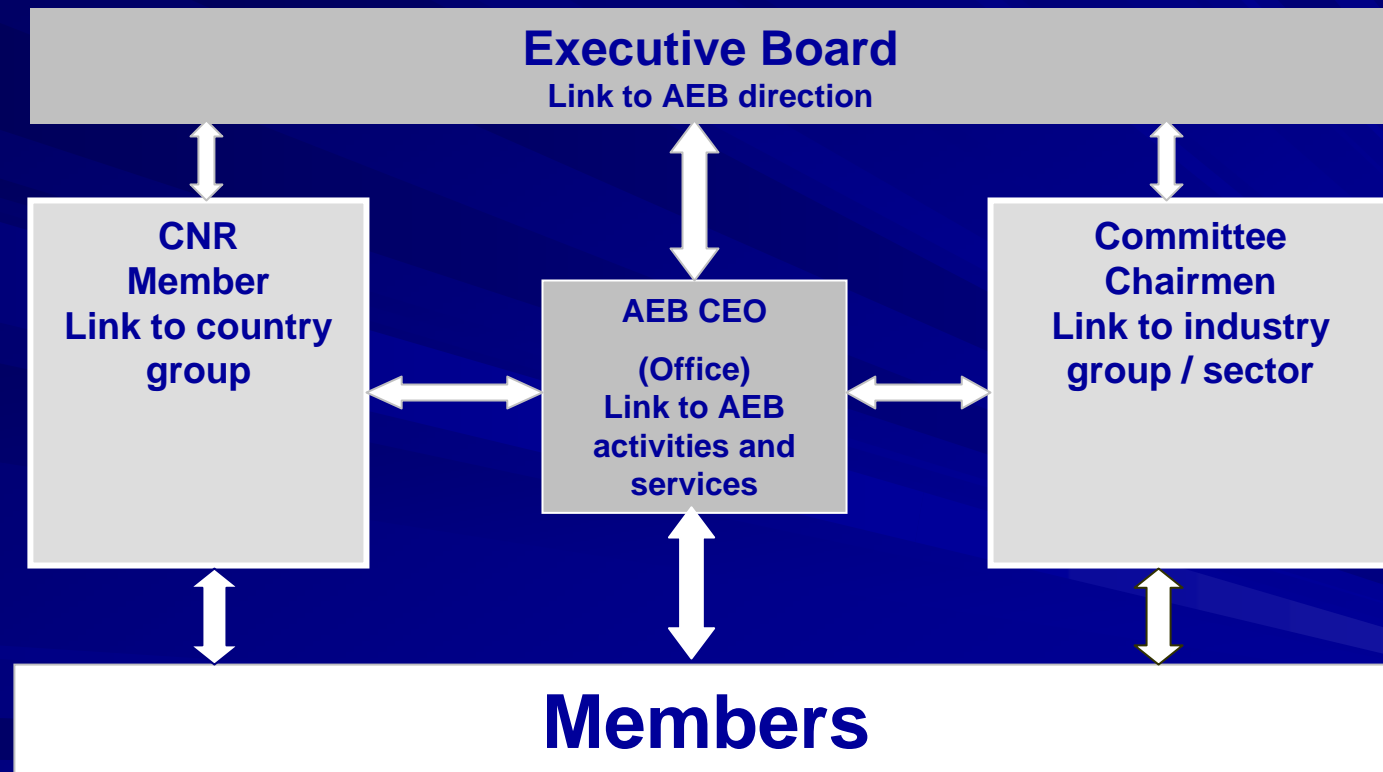 Executive Board
Link to AEB direction
CNR
Member
Link to country
group
AEB CEO
(Office)
Link to AEB
activities and
services
Committee
Chairmen
Link to industry
group / sector
Members